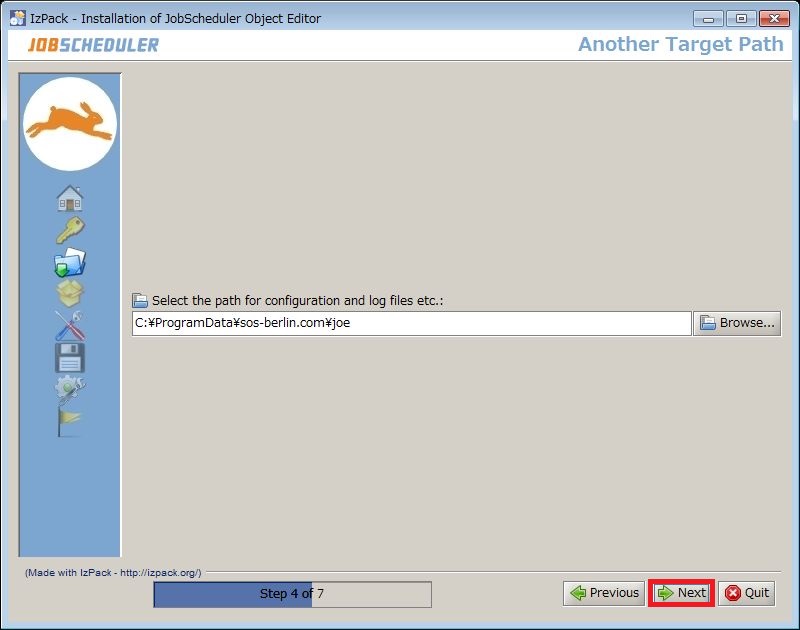 IzPack - Installation of JobScheduler Object Editor
JOBSCHEDULER
Another Target Path
Select the path for configuration and log files etc.:
C:¥ProgramData¥sos-berlin.com¥joe
Browse...
(Made with IzPack - http://izpack.org/)
Step 4 of 7
Previous
Next
Quit